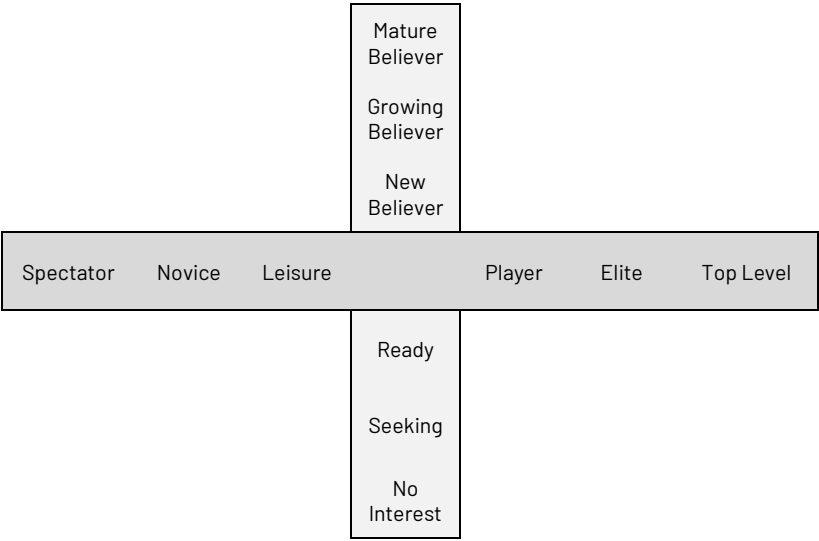 Mature
Believer
Growing
Believer
New
Believer
Spectator Novice Leisure Player Elite Top Level
Ready
Seeking
No
Interest